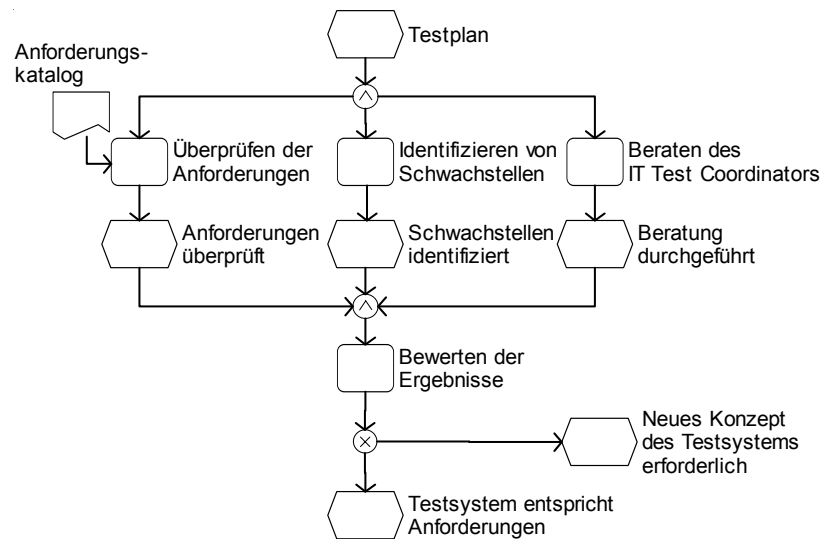 Testplan
Anforderungs-
katalog
Überprüfen der
Anforderungen
Identifizieren von
Schwachstellen
Beraten des
IT Test Coordinators
Anforderungen
überprüft
Schwachstellen
identifiziert
Beratung
durchgeführt
Bewerten der
Ergebnisse
Neues Konzept
des Testsystems
erforderlich
Testsystem entspricht
Anforderungen